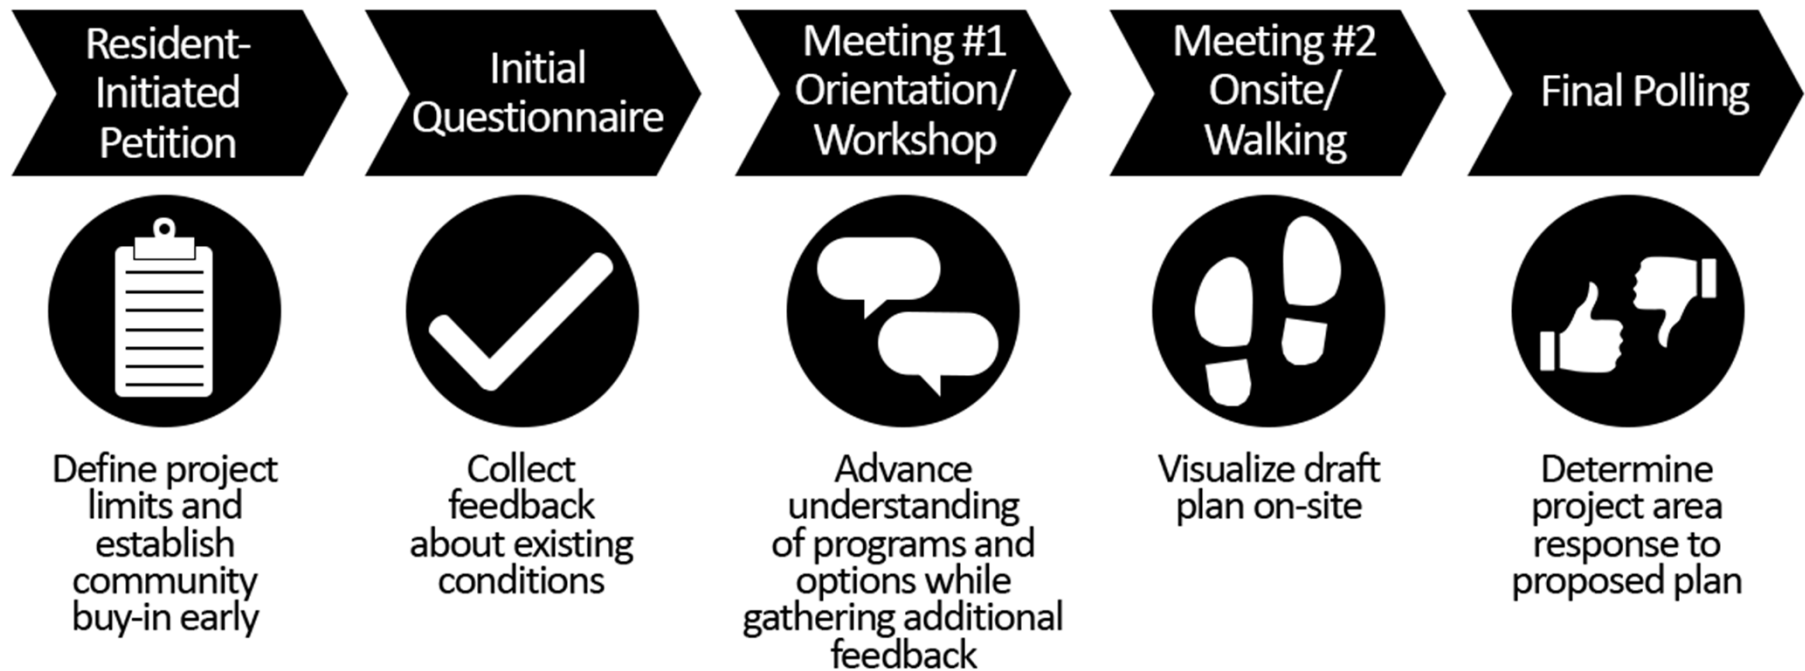 Resident-
Initiated
Petition
Initial
Questionnaire
Meeting #1
Orientation/
Workshop
Meeting #2
Onsite/
Walking
Final Polling
Define project
limits and
establish
community
buy-in early
Collect
feedback
about existing
conditions
Advance
understanding
of programs and
options while
gathering additional
feedback
Visualize draft
plan on-site
Determine
project area
response to
proposed plan